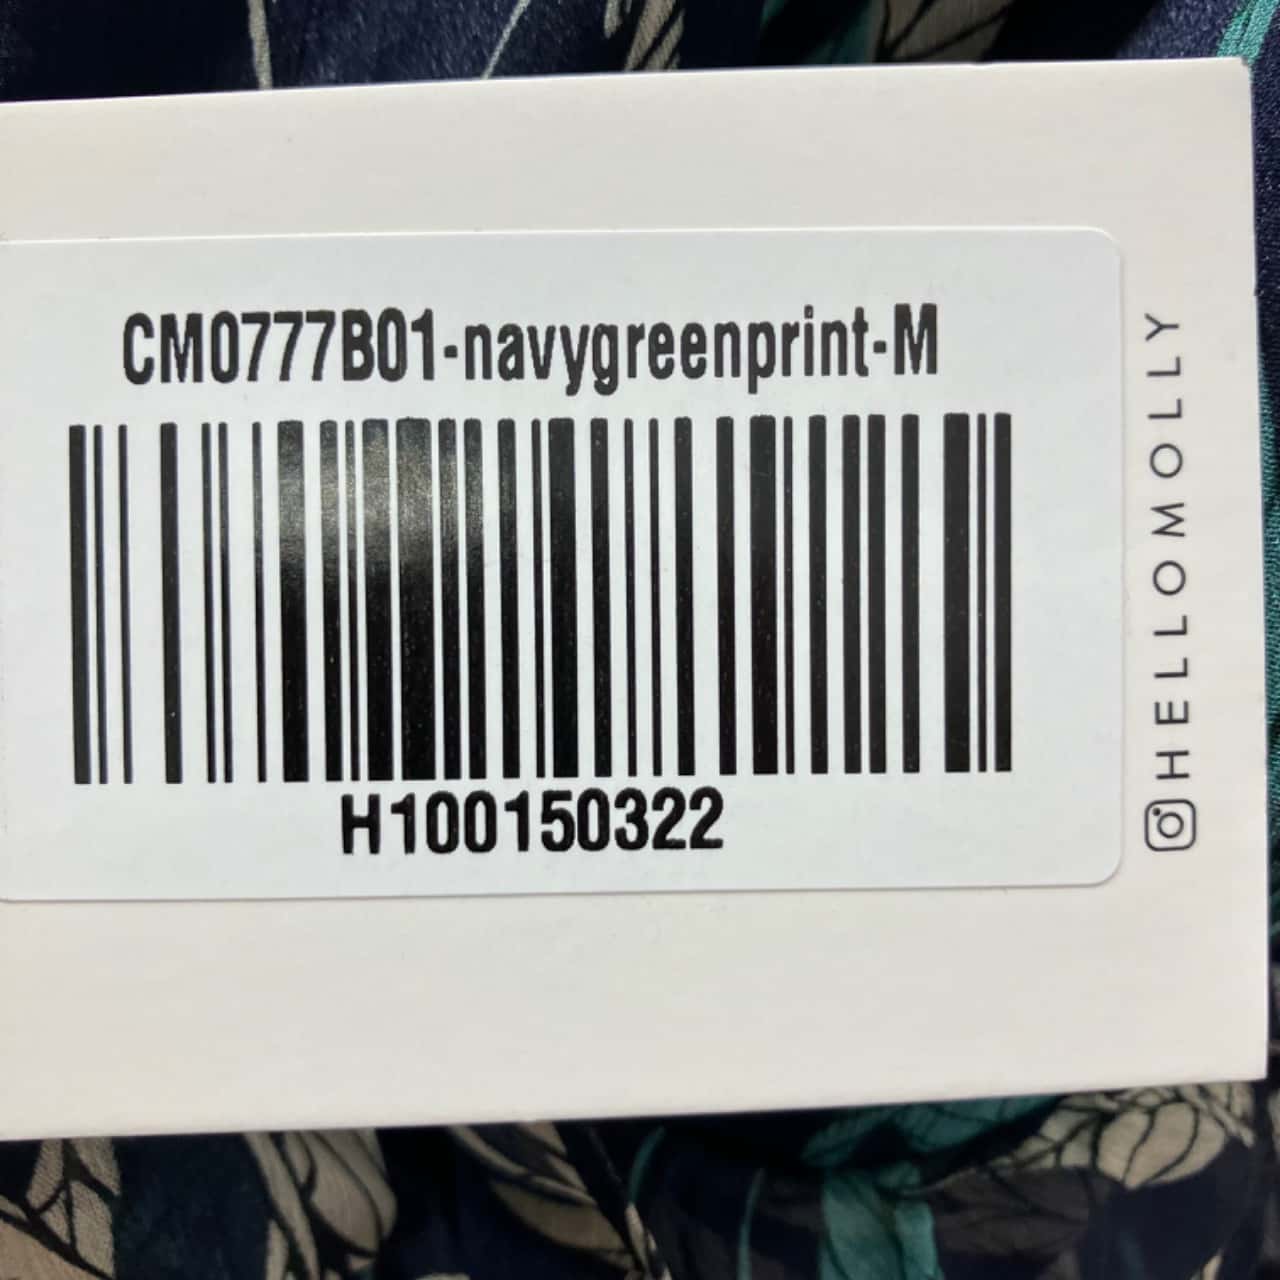 CM0777B01-navygreenprint-M
H100150322
HELLOMOLLY